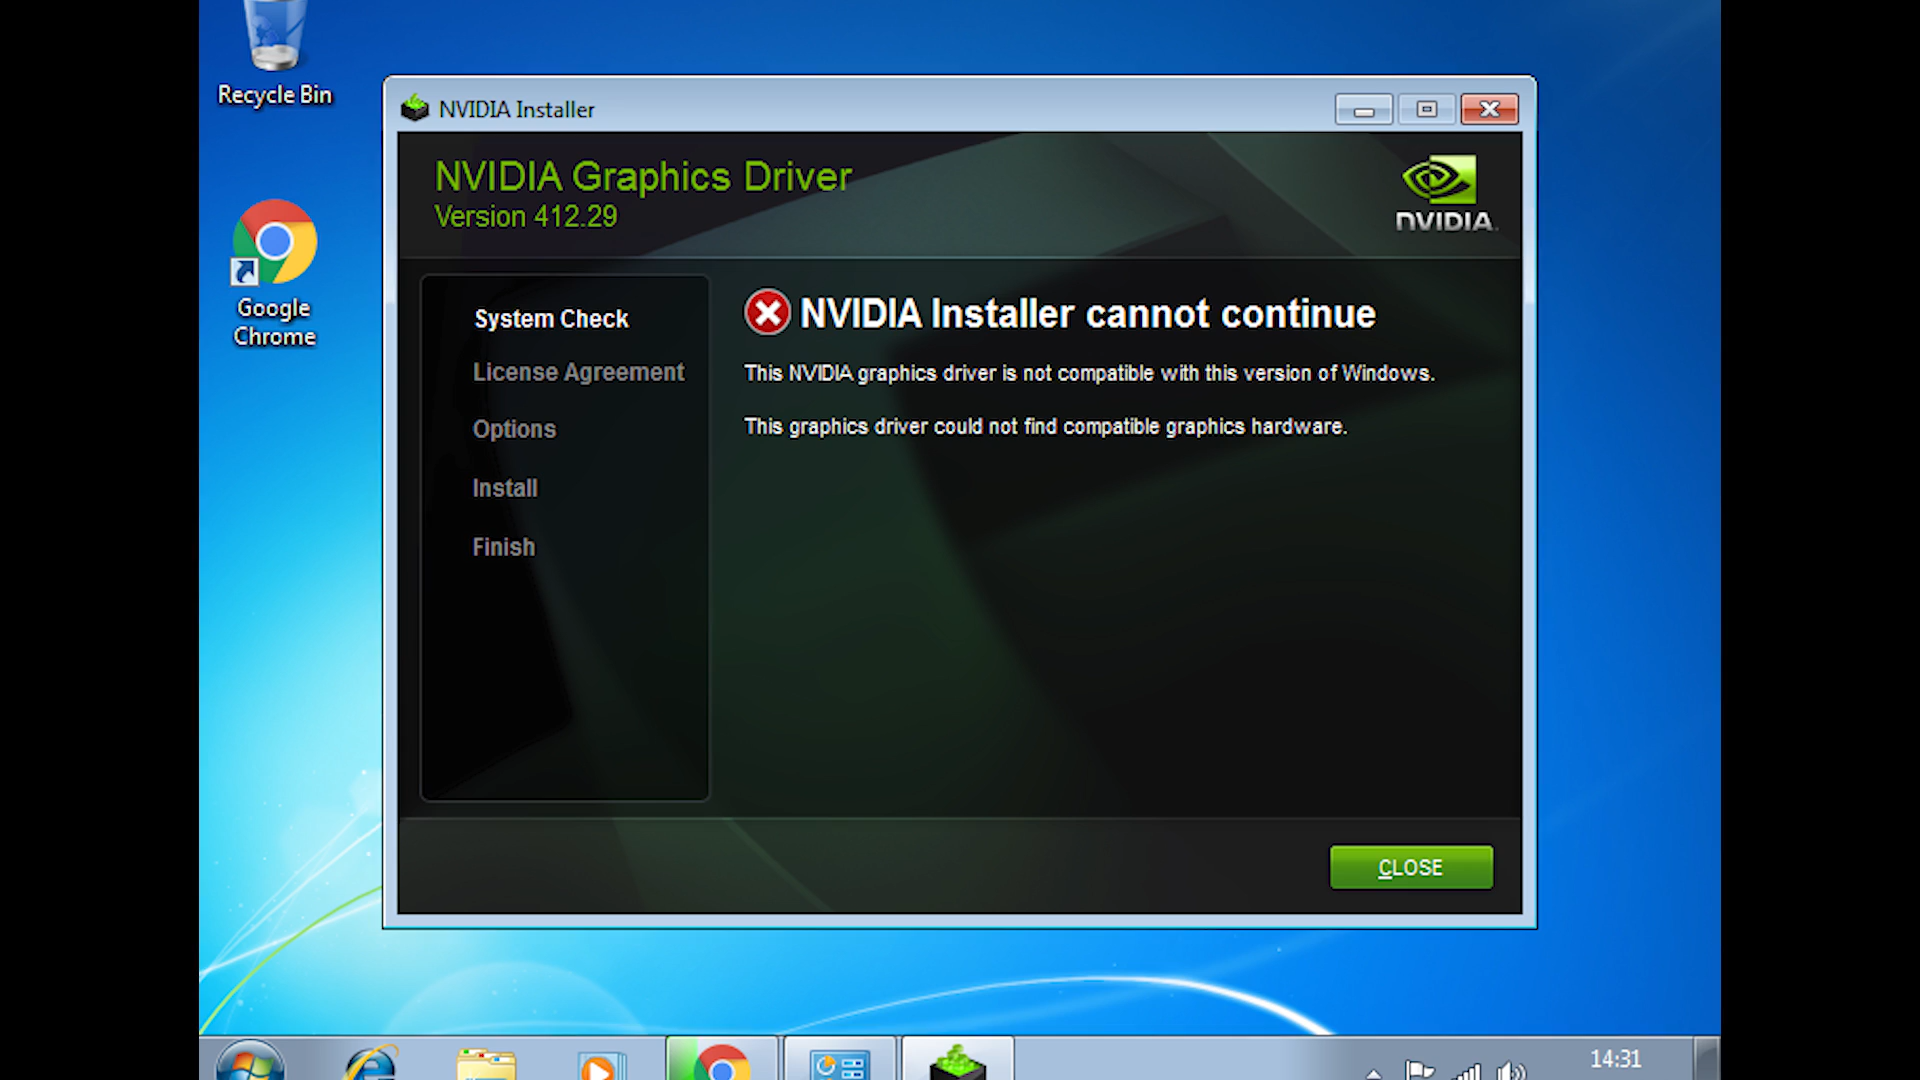 Recycle Bin
Google
Chrome
NVIDIA Installer
NVIDIA Graphics Driver
Version 412.29
NVIDIA
System Check
License Agreement
Options
Install
Finish
NVIDIA Installer cannot continue
This NVIDIA graphics driver is not compatible with this version of Windows.
This graphics driver could not find compatible graphics hardware.
CLOSE
14:31